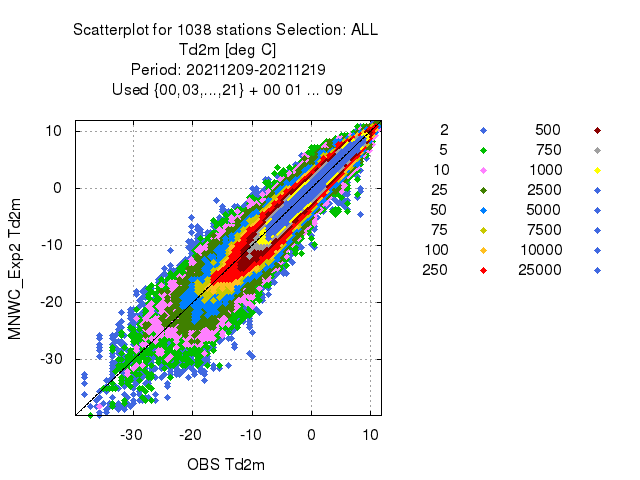 Scatterplot for 1038 stations Selection: ALL
Td2m [deg C]
Period: 20211209-20211219
Used {00,03,...,21} + 00 01 ... 09
10
0
-10
-20
-30
MNWC_Exp2 Td2m
-30 -20 -10 0 10
OBS Td2m
2 500
5 750
10 1000
25 2500
50 5000
75 7500
100 10000
250 25000